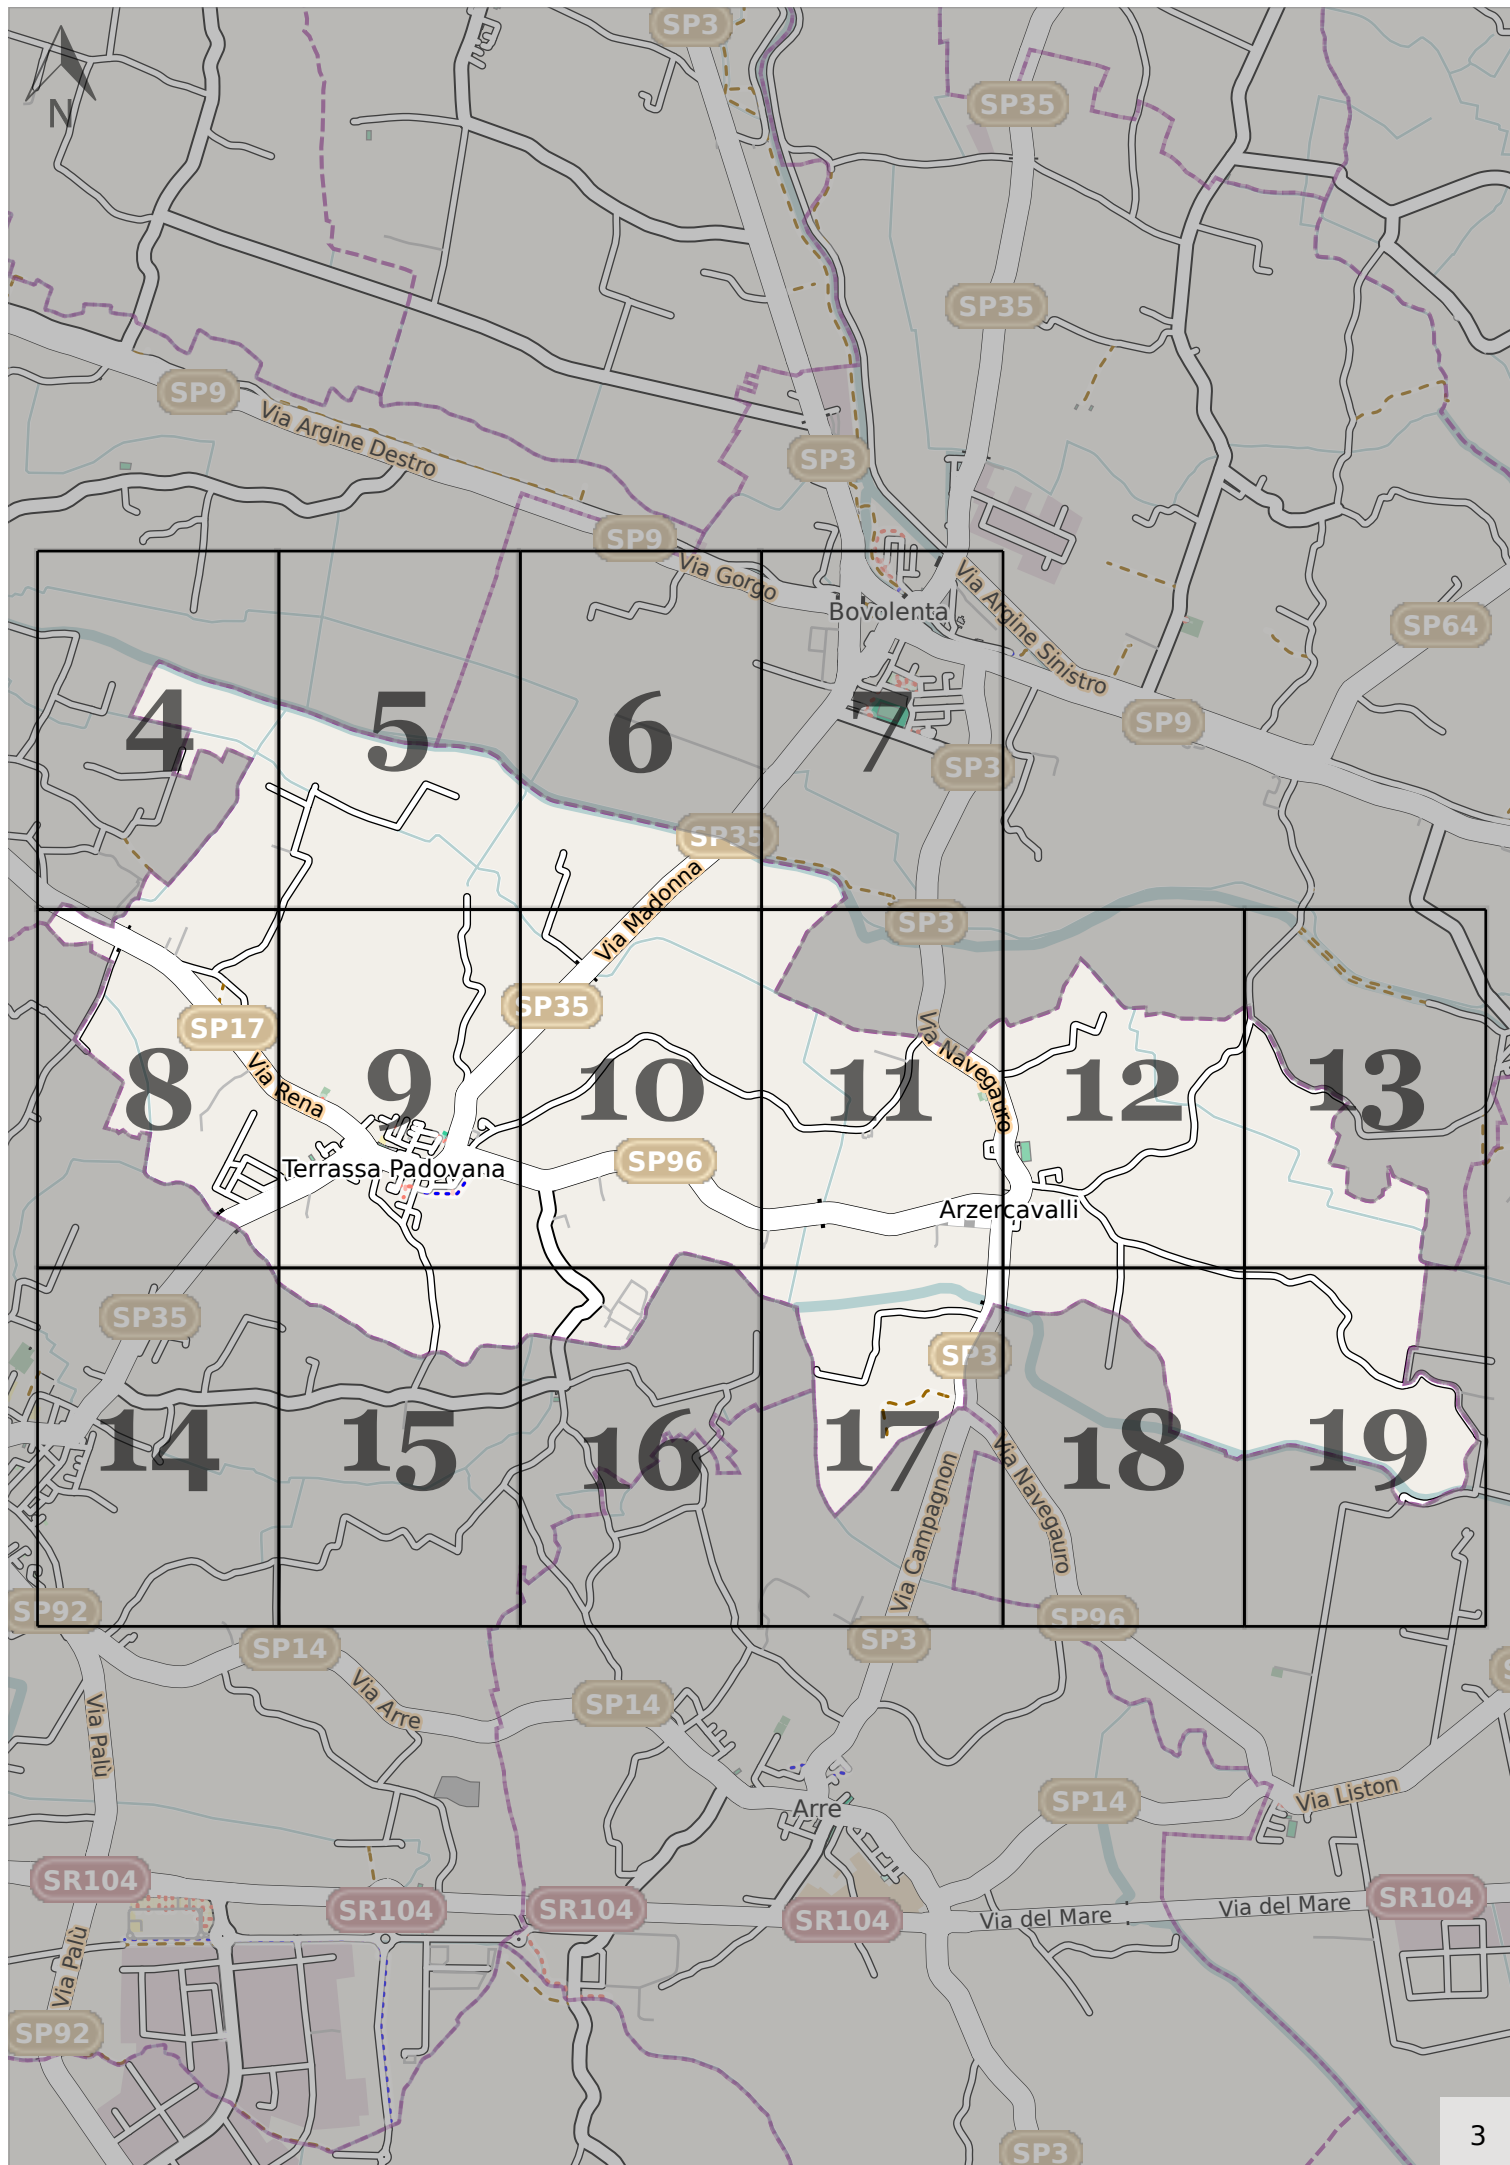 SP3
N
SP35
SP35
SP9
Via Argine Destro
SP3
SP9
Via Gorgo
Via Argine Sinistro
Bovolenta
SP64
4
5
6
7
SP9
SP3
SP35
Via Madonna
SP3
SP35
SP17
Via Navegauro
8
Via Rena
9
10
11
12
13
Terrassa Padovana
SP96
Arzercavalli
SP35
SP3
14
15
16
17
18
19
Via Campagnon
Via Navegauro
SP92
SP14
SP3
SP96
Via Palù
Via Arre
SP14
Arre
SP14
Via Liston
SR104
SR104
SR104
SR104
Via del Mare
Via del Mare
SR104
Via Palù
SP92
SP3
3